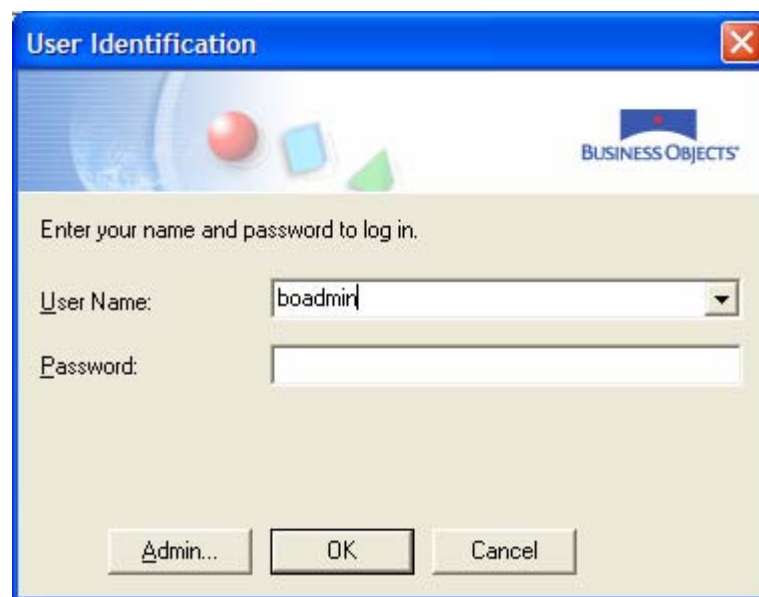 User Identification
BUSINESS OBJECTS
Enter your name and password to log in.
User Name:
boadmin
Password:
Admin...
OK
Cancel